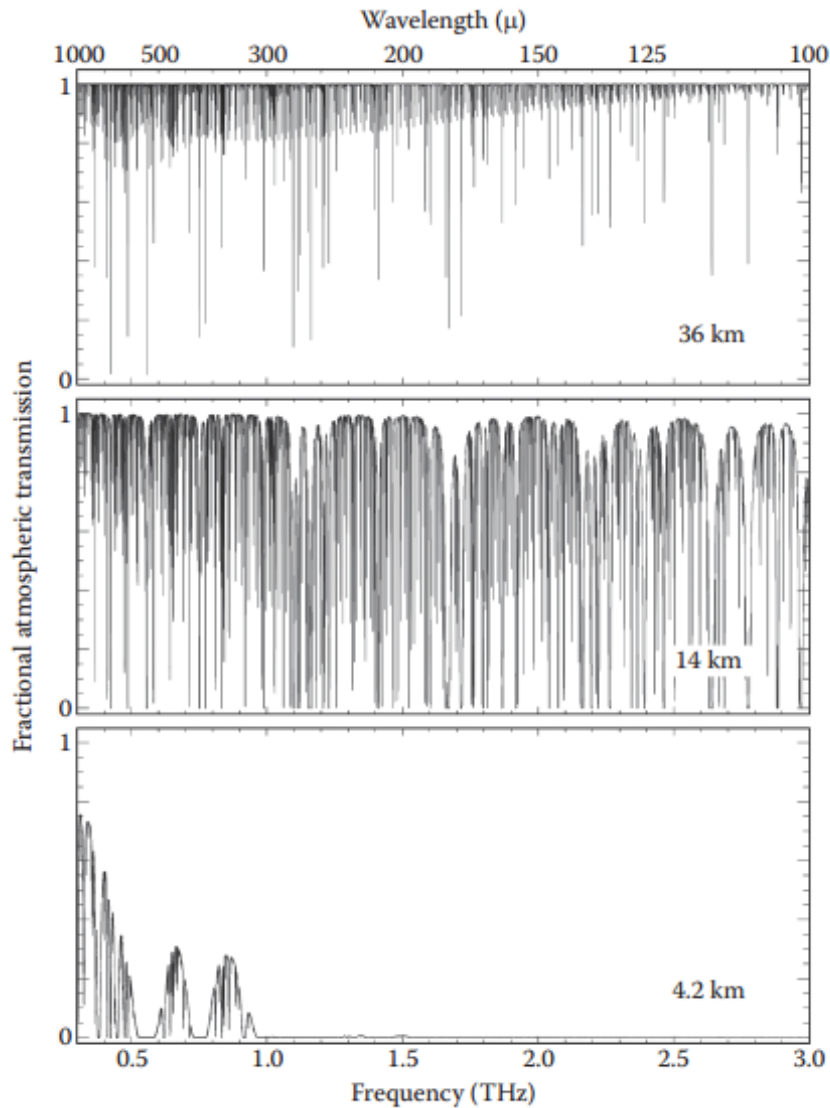 Wavelength (μ)
1000 500 300 200 150 125 100
1
36 km
0
1
14 km
0
1
4.2 km
0
0.5 1.0 1.5 2.0 2.5 3.0
Frequency (THz)
Fractional atmospheric transmission